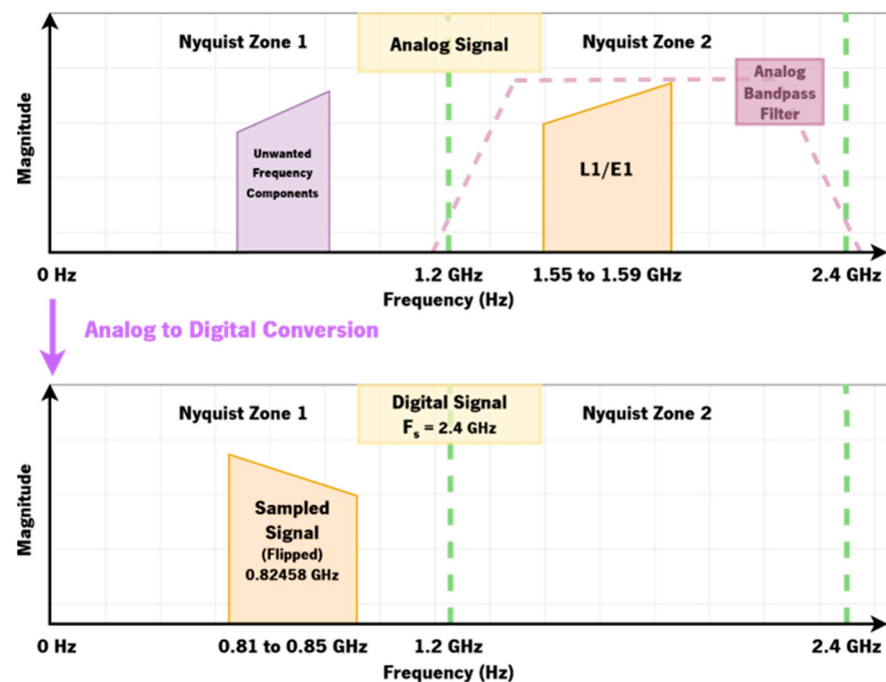 Nyquist Zone 1
Analog Signal
Nyquist Zone 2
Analog
Bandpass
Filter
Magnitude
Unwanted
Frequency
Components
L1/E1
0 Hz
1.2 GHz
1.55 to 1.59 GHz
2.4 GHz
Frequency (Hz)
Analog to Digital Conversion
Nyquist Zone 1
Digital Signal
Fₛ = 2.4 GHz
Nyquist Zone 2
Magnitude
Sampled
Signal
(Flipped)
0.82458 GHz
0 Hz
0.81 to 0.85 GHz
1.2 GHz
2.4 GHz
Frequency (Hz)